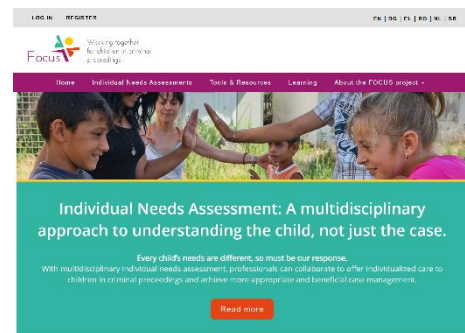 LOG IN REGISTER
EN | BG | EL | RO | NL | SR
Focus
Working together
for children in criminal
proceedings
Home Individual Needs Assessments Tools & Resources Learning About the FOCUS project
Individual Needs Assessment: A multidisciplinary
approach to understanding the child, not just the case.
Every child's needs are different, so must be our response.
With multidisciplinary individual needs assessment, professionals can collaborate to offer individualized care to
children in criminal proceedings and achieve more appropriate and beneficial case management.
Read more